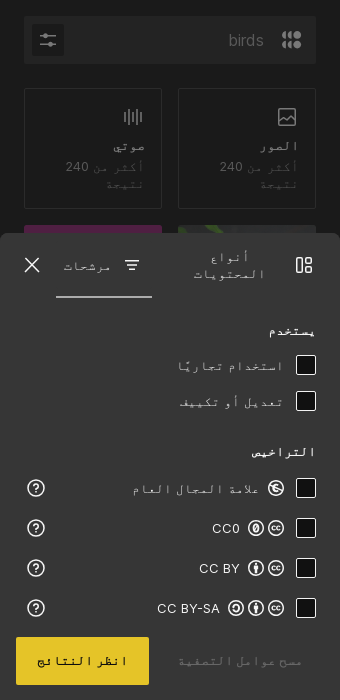 birds
الصور
أكثر من 240
نتيجة
صوتي
أكثر من 240
نتيجة
أنواع
المحتويات
مرشحات
يستخدم
استخدام تجاريًا
تعديل أو تكييف
التراخيص
علامة المجال العام
CC0
CC BY
CC BY-SA
مسح عوامل التصفية
انظر النتائج